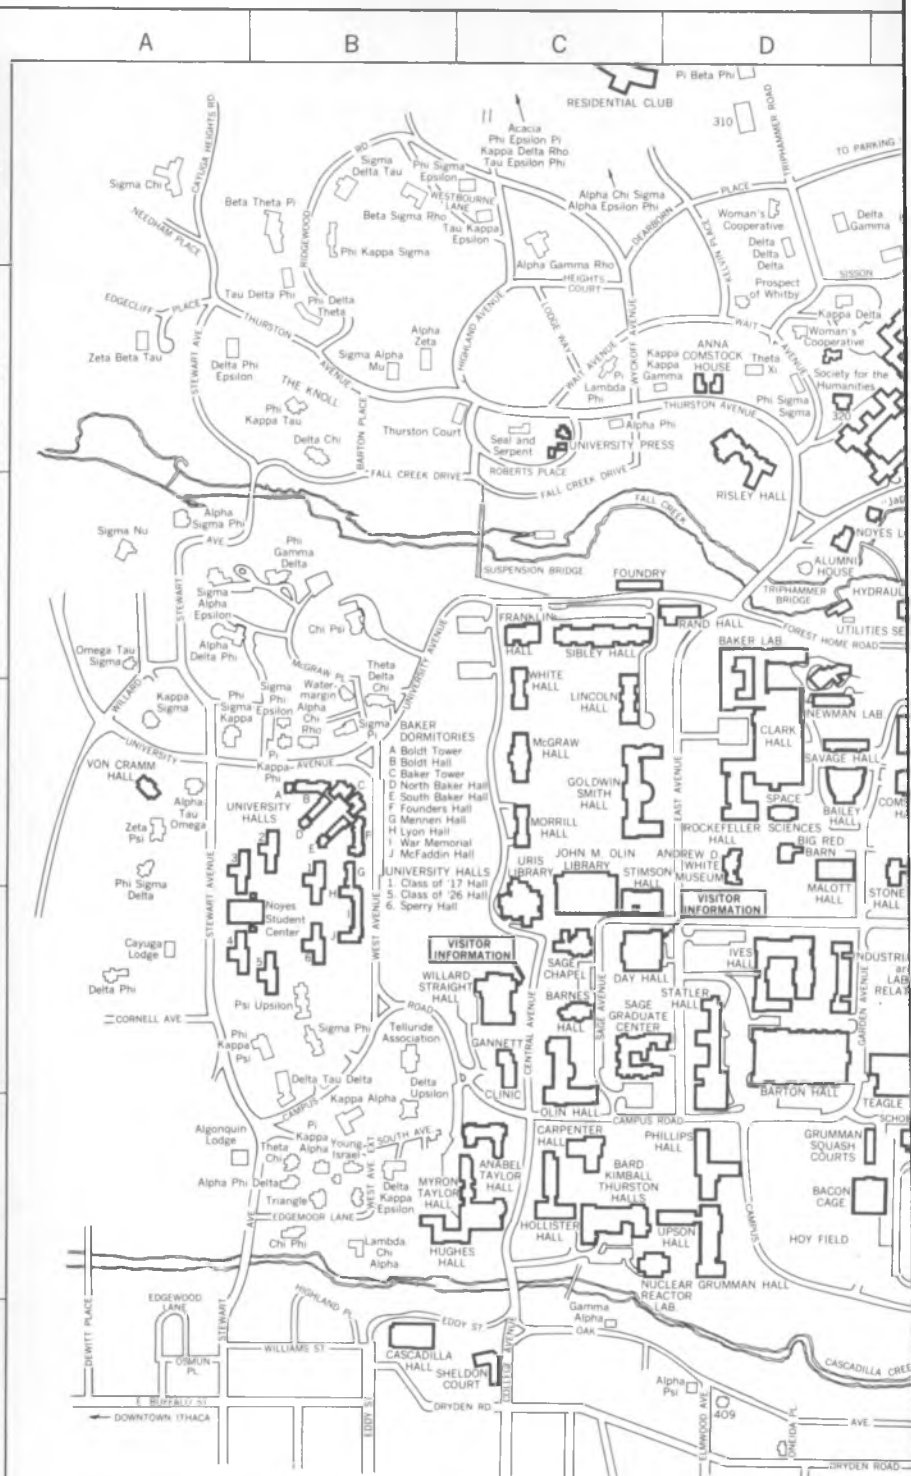 A
B
C
D
Pi Beta Phi
RESIDENTIAL CLUB
310
TRIPHAMMER ROAD
TO PARKING
Acacia
Phi Epsilon Pi
Kappa Delta Rho
Tau Epsilon Phi
CAYUGA HEIGHTS RD.
Sigma Chi
NEEDHAM PLACE
RD
Sigma
Delta Tau
Phi Sigma
Epsilon
WESTBOURNE
LANE
Beta Theta Pi
RIDGEWOOD
Beta Sigma Rho
Tau Kappa
Epsilon
Phi Kappa Sigma
Alpha Chi Sigma
Alpha Epsilon Phi
DEARBORN
PLACE
KELVIN PLACE
Woman's
Cooperative
Delta
Gamma
Delta
Delta
Delta
Alpha Gamma Rho
HEIGHTS
COURT
SISSON
Prospect
of Whitby
EDGECLIFF
PLACE
Tau Delta Phi
Phi Delta
Theta
THURSTON
AVENUE
HIGHLAND AVENUE
LODGE WAY
WYCKOFF AVENUE
WAIT AVENUE
WAIT
AVENUE
Kappa Delta
Woman's
Cooperative
Zeta Beta Tau
STEWART AVE
Delta Phi
Epsilon
Sigma Alpha
Mu
Alpha
Zeta
Pi
Lambda
Phi
Kappa
Kappa
Gamma
ANNA
COMSTOCK
HOUSE
Theta
Xi
Society for the
Humanities
THE KNOLL
BARTON PLACE
Phi
Kappa Tau
Thurston Court
THURSTON AVENUE
Phi Sigma
Sigma
320
Delta Chi
Seal and
Serpent
UNIVERSITY PRESS
Alpha Phi
FALL CREEK DRIVE
ROBERTS PLACE
FALL CREEK DRIVE
FALL CREEK
RISLEY HALL
Alpha
Sigma Phi
Sigma Nu
AVE
STEWART
Phi
Gamma
Delta
SUSPENSION BRIDGE
FOUNDRY
NOYES L
ALUMNI
HOUSE
TRIPHAMMER
BRIDGE
HYDRAUL
UTILITIES SE
FOREST HOME ROAD
Sigma
Alpha
Epsilon
Chi Psi
FRANKLIN
HALL
SIBLEY HALL
RAND HALL
BAKER LAB
Omega Tau
Sigma
Alpha
Delta Phi
McGRAW PL
UNIVERSITY AVENUE
WILLARD
Kappa
Sigma
Phi
Sigma
Kappa
Sigma
Phi
Epsilon
Water-
margin
Alpha
Chi
Rho
Theta
Delta
Chi
Sigma
Pi
WHITE
HALL
LINCOLN
HALL
NEWMAN LAB
CLARK
HALL
SAVAGE HALL
UNIVERSITY
AVENUE
Pi
Kappa
Phi
McGRAW
HALL
GOLDWIN
SMITH
HALL
EAST AVENUE
SPACE
SCIENCES
BAILEY
HALL
VON CRAMM
HALL
UNIVERSITY
HALLS
Alpha
Tau
Omega
Zeta
Psi
BAKER
DORMITORIES
A Boldt Tower
B Boldt Hall
C Baker Tower
D North Baker Hall
E South Baker Hall
F Founders Hall
G Mennen Hall
H Lyon Hall
I War Memorial
J McFaddin Hall
MORRILL
HALL
ROCKEFELLER
HALL
BIG RED
BARN
UNIVERSITY HALLS
1. Class of '17 Hall
5. Class of '26 Hall
6. Sperry Hall
URIS
LIBRARY
JOHN M. OLIN
LIBRARY
STIMSON
HALL
ANDREW D.
WHITE
MUSEUM
MALOTT
HALL
STONE
HALL
VISITOR
INFORMATION
Phi Sigma
Delta
STEWART AVENUE
Noyes
Student
Center
WEST AVENUE
Cayuga
Lodge
Delta Phi
VISITOR
INFORMATION
WILLARD
STRAIGHT
HALL
SAGE
CHAPEL
DAY HALL
IVES
HALL
CORNELL AVE
Psi Upsilon
Sigma Phi
ROAD
Telluride
Association
CENTRAL AVENUE
BARNES
HALL
SAGE AVENUE
SAGE
GRADUATE
CENTER
STATLER
HALL
GARDEN AVENUE
Phi
Kappa
Psi
GANNETT
CLINIC
BARTON HALL
TEAGLE
Delta Tau Delta
CAMPUS
Kappa Alpha
Delta
Upsilon
OLIN HALL
CAMPUS ROAD
Algonquin
Lodge
Pi
Kappa
Alpha
Young
Israel
SOUTH AVE
WEST AVE EXT
Theta
Chi
Alpha Phi Delta
Triangle
Delta
Kappa
Epsilon
MYRON
TAYLOR
HALL
ANABEL
TAYLOR
HALL
CARPENTER
HALL
BARD
KIMBALL
THURSTON
HALLS
PHILLIPS
HALL
GRUMMAN
SQUASH
COURTS
BACON
CAGE
EDGEMOOR LANE
Chi Phi
Lambda
Chi
Alpha
HUGHES
HALL
HOLLISTER
HALL
UPSON
HALL
CAMPUS
HOY FIELD
NUCLEAR
REACTOR
LAB.
GRUMMAN HALL
AVE
STEWART
DEWITT PLACE
EDGEWOOD
LANE
OSMUN
PL.
HIGHLAND PL.
WILLIAMS ST.
EDDY ST
CASCADILLA
HALL
SHELDON
COURT
COLLEGE AVENUE
Gamma
Alpha
OAK
CASCADILLA CREE
Alpha
Psi
409
ELMWOOD AVE.
ONEIDA PL.
AVE
E. BUFFALO ST
DOWNTOWN ITHACA
EDDY ST
DRYDEN RD.
DRYDEN ROAD